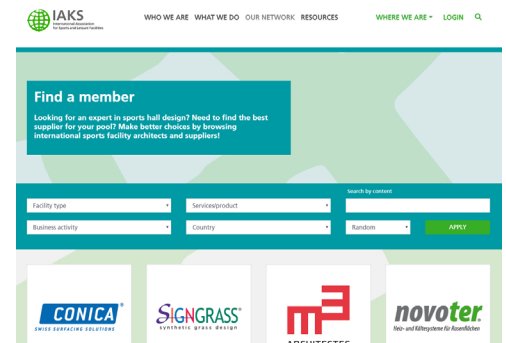 IAKS
International Association
for Sports and Leisure Facilities
WHO WE ARE WHAT WE DO OUR NETWORK RESOURCES
WHERE WE ARE LOGIN
Find a member
Looking for an expert in sports hall design? Need to find the best
supplier for your pool? Make better choices by browsing
international sports facility architects and suppliers!
Search by content
Facility type
Services/product
Business activity
Country
Random
APPLY
CONICA®
SWISS SURFACING SOLUTIONS
SIGNGRASS®
synthetic grass design
m3
ARCHITECTES
novoter.
Heiz- und Kältesysteme für Rasenflächen